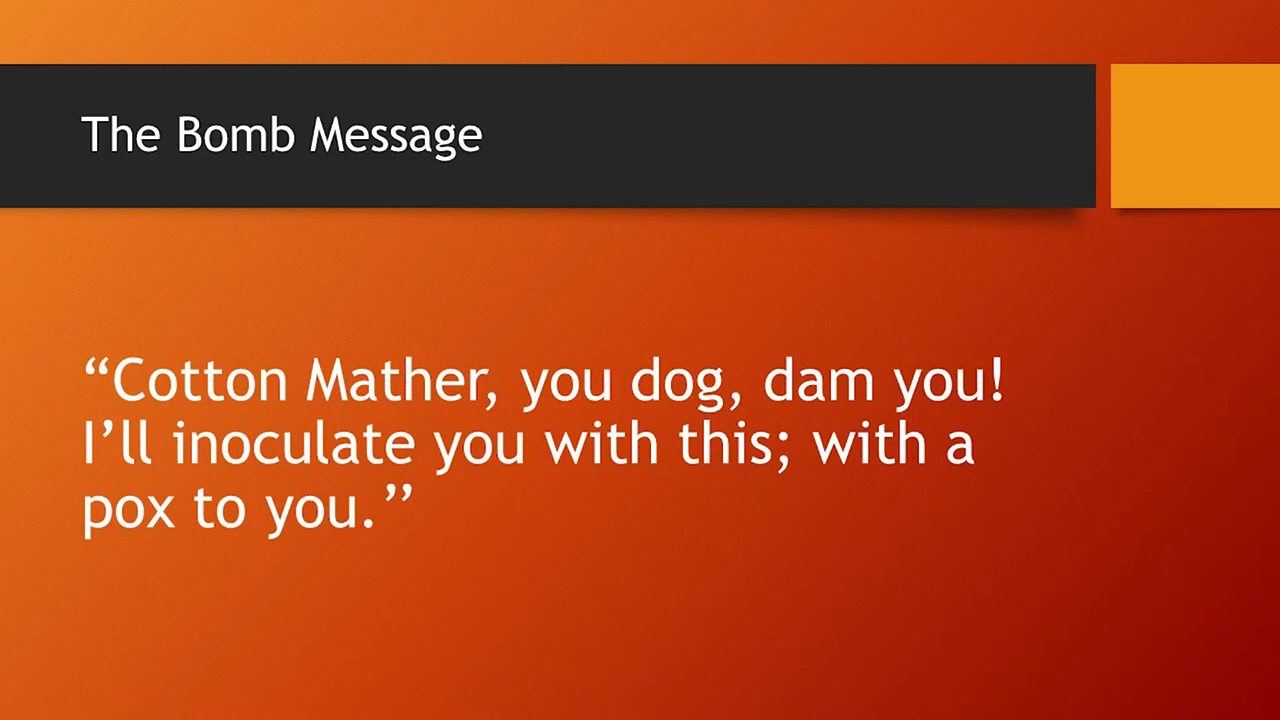 The Bomb Message
“Cotton Mather, you dog, dam you!
I’ll inoculate you with this; with a
pox to you.’’